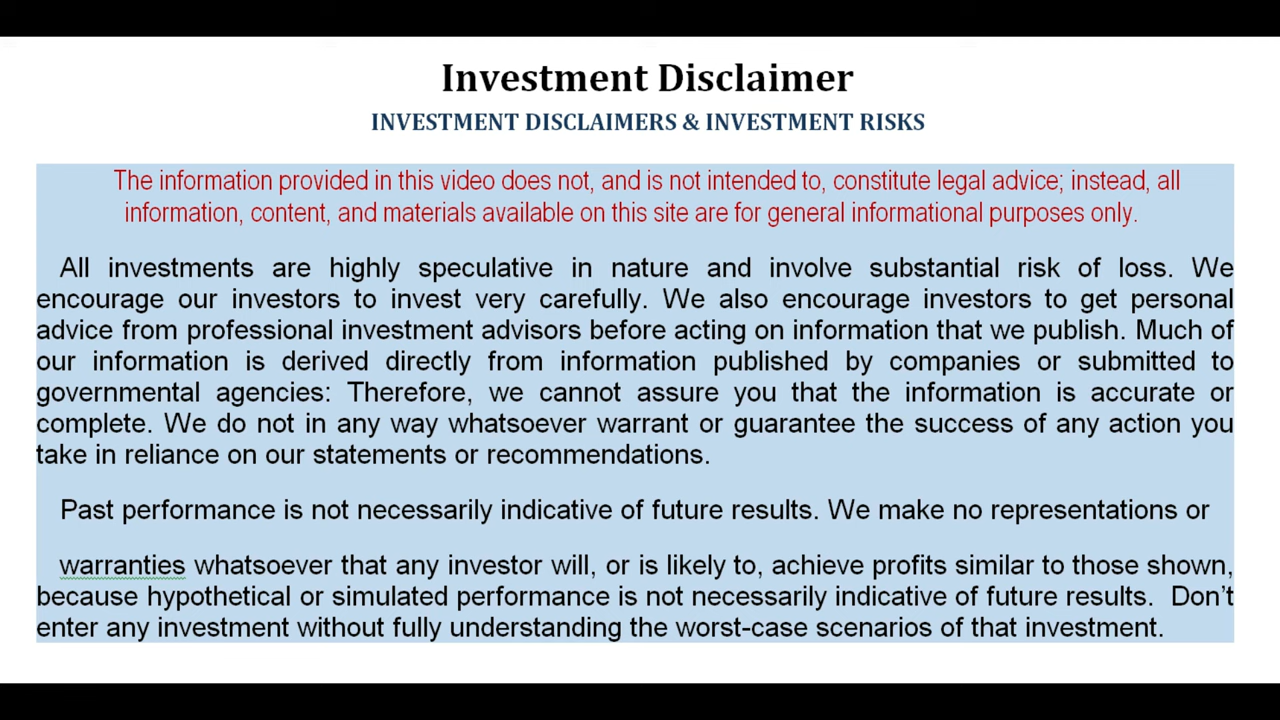 Investment Disclaimer
INVESTMENT DISCLAIMERS & INVESTMENT RISKS
The information provided in this video does not, and is not intended to, constitute legal advice; instead, all
information, content, and materials available on this site are for general informational purposes only.
All investments are highly speculative in nature and involve substantial risk of loss. We
encourage our investors to invest very carefully. We also encourage investors to get personal
advice from professional investment advisors before acting on information that we publish. Much of
our information is derived directly from information published by companies or submitted to
governmental agencies: Therefore, we cannot assure you that the information is accurate or
complete. We do not in any way whatsoever warrant or guarantee the success of any action you
take in reliance on our statements or recommendations.
Past performance is not necessarily indicative of future results. We make no representations or
warranties whatsoever that any investor will, or is likely to, achieve profits similar to those shown,
because hypothetical or simulated performance is not necessarily indicative of future results.  Don’t
enter any investment without fully understanding the worst-case scenarios of that investment.